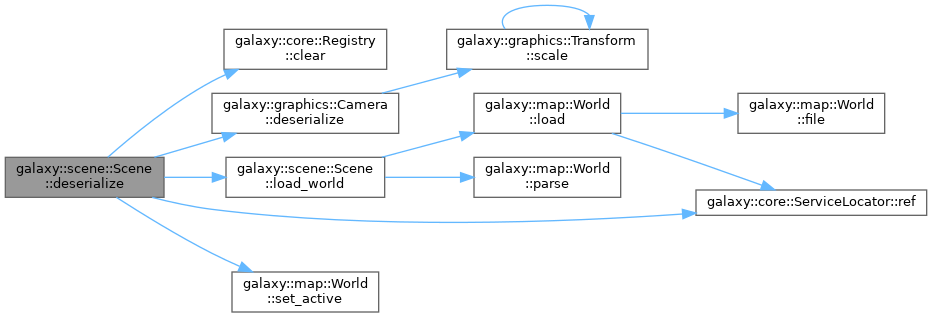 galaxy::scene::Scene
::deserialize
galaxy::core::Registry
::clear
galaxy::graphics::Camera
::deserialize
galaxy::scene::Scene
::load_world
galaxy::map::World
::set_active
galaxy::graphics::Transform
::scale
galaxy::map::World
::load
galaxy::map::World
::parse
galaxy::map::World
::file
galaxy::core::ServiceLocator::ref